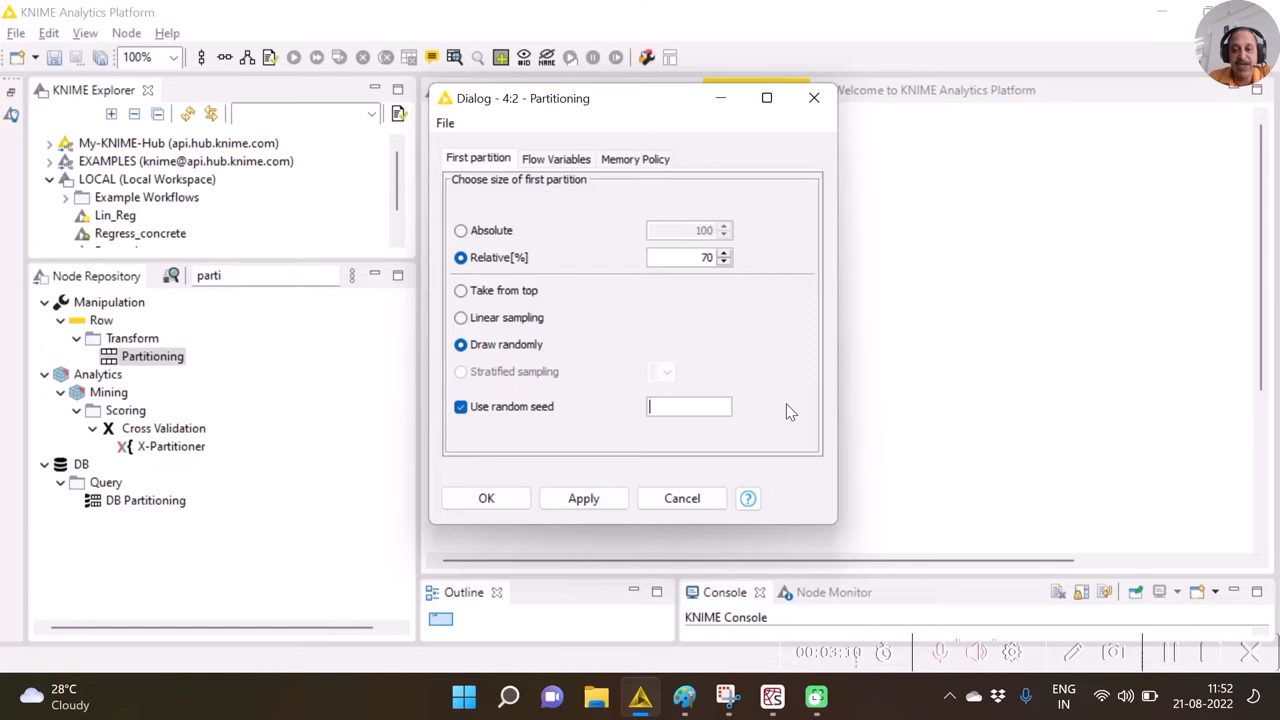 KNIME Analytics Platform
File Edit View Node Help
100%
KNIME Explorer
My-KNIME-Hub (api.hub.knime.com)
EXAMPLES (knime@api.hub.knime.com)
LOCAL (Local Workspace)
Example Workflows
Lin_Reg
Regress_concrete
Node Repository
parti
Manipulation
Row
Transform
Partitioning
Analytics
Mining
Scoring
Cross Validation
X-Partitioner
DB
Query
DB Partitioning
Welcome to KNIME Analytics Platform
Dialog - 4:2 - Partitioning
File
First partition Flow Variables Memory Policy
Choose size of first partition
Absolute 100
Relative[%] 70
Take from top
Linear sampling
Draw randomly
Stratified sampling
Use random seed
OK Apply Cancel ?
Outline
Console Node Monitor
KNIME Console
00:03:10
28°C
Cloudy
ENG
IN
11:52
21-08-2022